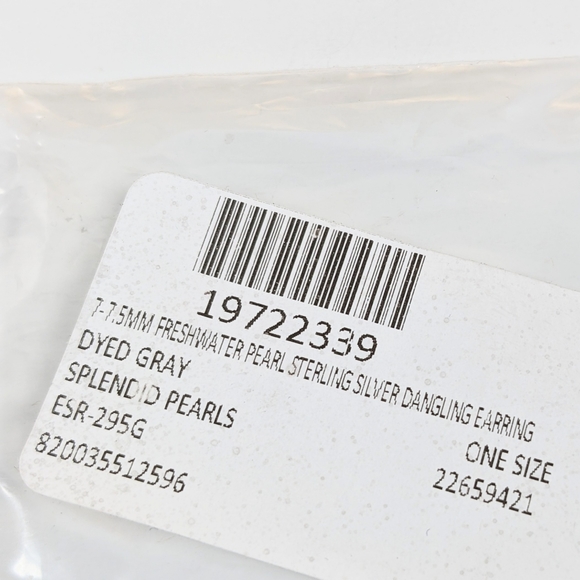 19722339
7-7.5MM FRESHWATER PEARL STERLING SILVER DANGLING EARRING
DYED GRAY
SPLENDID PEARLS
ESR-295G
820035512596
ONE SIZE
22659421